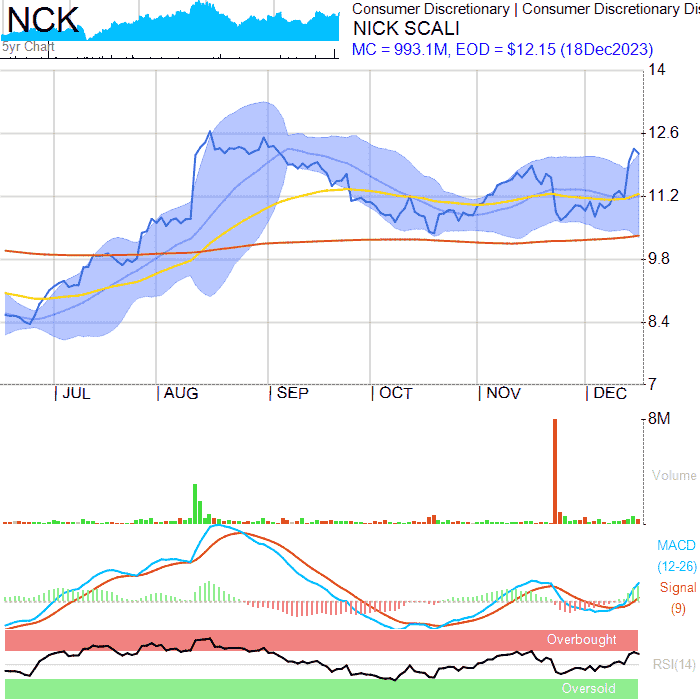 NCK
5yr Chart
Consumer Discretionary | Consumer Discretionary Dis
NICK SCALI
MC = 993.1M, EOD = $12.15 (18Dec2023)
14
12.6
11.2
9.8
8.4
7
JUL AUG SEP OCT NOV DEC
8M
Volume
MACD
(12-26)
Signal
(9)
Overbought
RSI(14)
Oversold